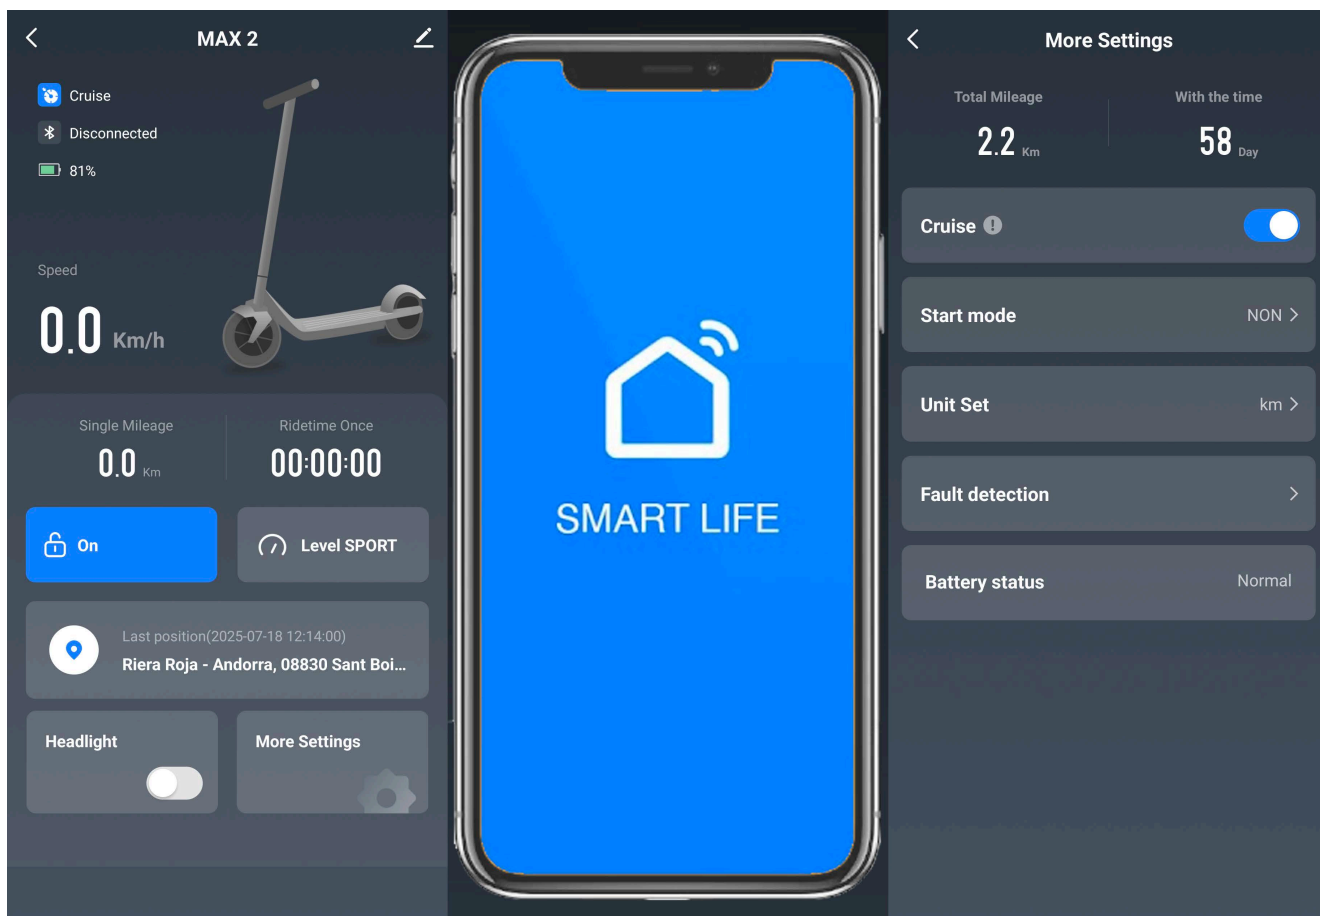 MAX 2
Cruise
Disconnected
81%
Speed
0.0 Km/h
Single Mileage
Ridetime Once
0.0 Km
00:00:00
On
Level SPORT
Last position(2025-07-18 12:14:00)
Riera Roja - Andorra, 08830 Sant Boi...
Headlight
More Settings
SMART LIFE
More Settings
Total Mileage
With the time
2.2 Km
58 Day
Cruise
Start mode
NON
Unit Set
km
Fault detection
Battery status
Normal